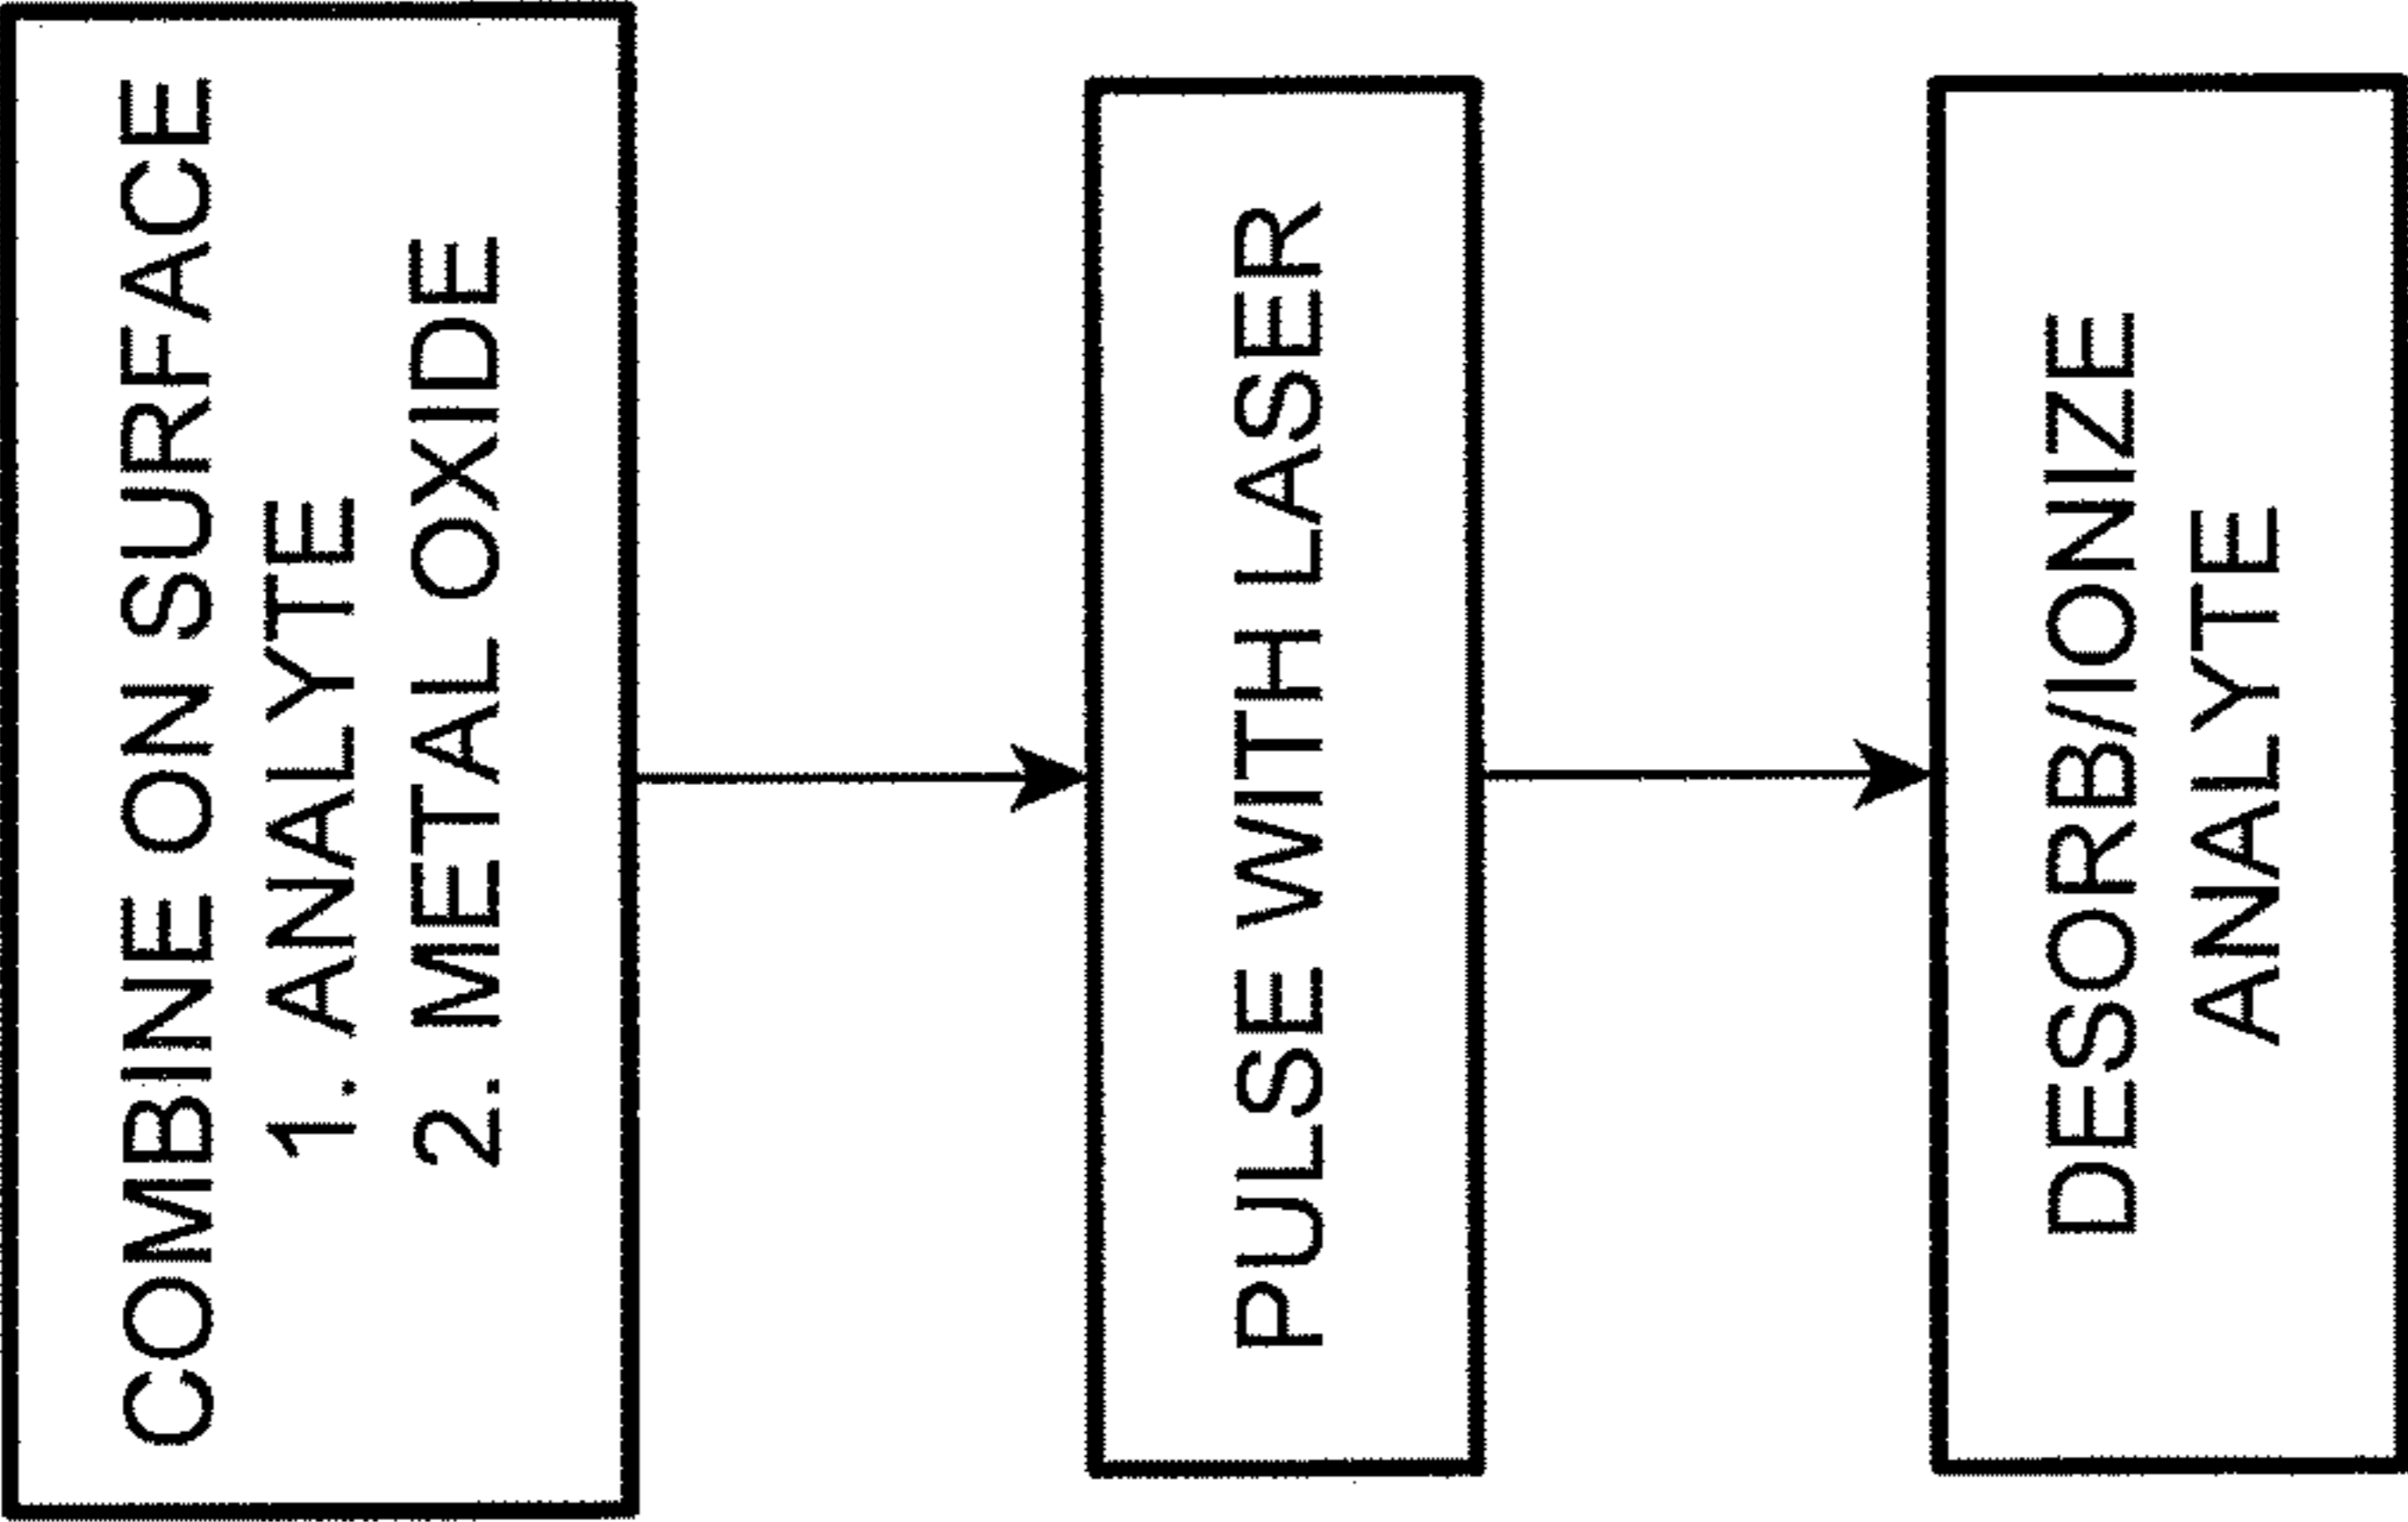 COMBINE ON SURFACE
1. ANALYTE
2. METAL OXIDE
PULSE WITH LASER
DESORB/IONIZE
ANALYTE